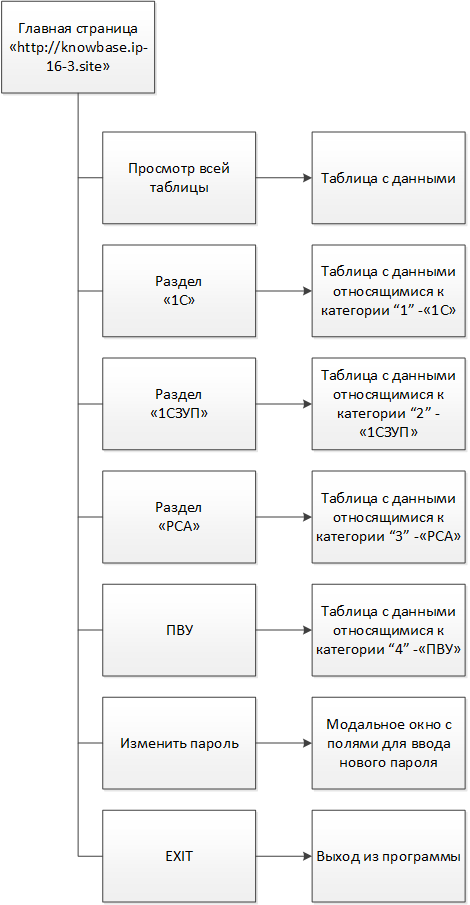 Главная страница
«http://knowbase.ip-
16-3.site»
Просмотр всей
таблицы
Таблица с данными
Раздел
«1С»
Таблица с данными
относящимися к
категории “1” -«1С»
Раздел
«1СЗУП»
Таблица с данными
относящимися к
категории “2” -
«1СЗУП»
Раздел
«РСА»
Таблица с данными
относящимися к
категории “3” -«РСА»
ПВУ
Таблица с данными
относящимися к
категории “4” -«ПВУ»
Изменить пароль
Модальное окно с
полями для ввода
нового пароля
EXIT
Выход из программы